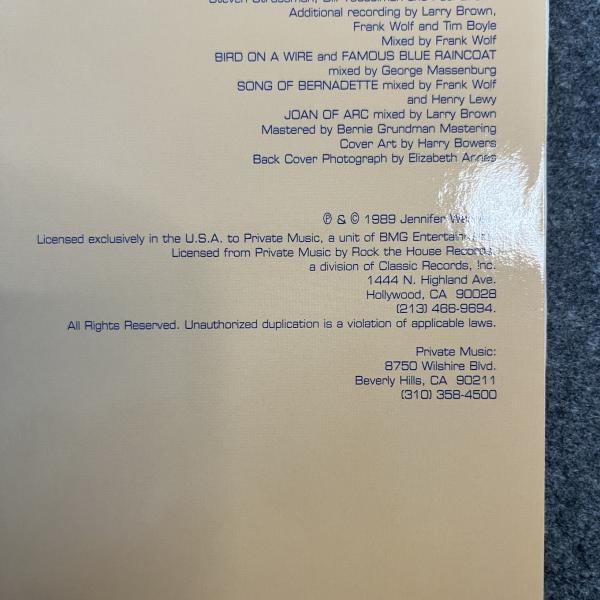 Additional recording by Larry Brown,
Frank Wolf and Tim Boyle
Mixed by Frank Wolf
BIRD ON A WIRE and FAMOUS BLUE RAINCOAT
mixed by George Massenburg
SONG OF BERNADETTE mixed by Frank Wolf
and Henry Lewy
JOAN OF ARC mixed by Larry Brown
Mastered by Bernie Grundman Mastering
Cover Art by Harry Bowers
Back Cover Photograph by Elizabeth Annas
℗ & © 1989 Jennifer
Licensed exclusively in the U.S.A. to Private Music, a unit of BMG
Licensed from Private Music by Rock the House Records,
a division of Classic Records, Inc.
1444 N. Highland Ave.
Hollywood, CA 90028
(213) 466-9694.
All Rights Reserved. Unauthorized duplication is a violation of applicable laws.
Private Music:
8750 Wilshire Blvd.
Beverly Hills, CA 90211
(310) 358-4500